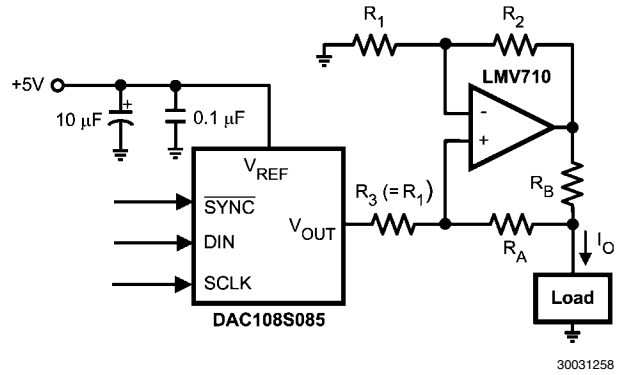 R1
R2
LMV710
+5V
10 µF
+
0.1 µF
-
+
VREF
R3 (= R1)
RB
SYNC
DIN
VOUT
RA
IO
SCLK
Load
DAC108S085
30031258